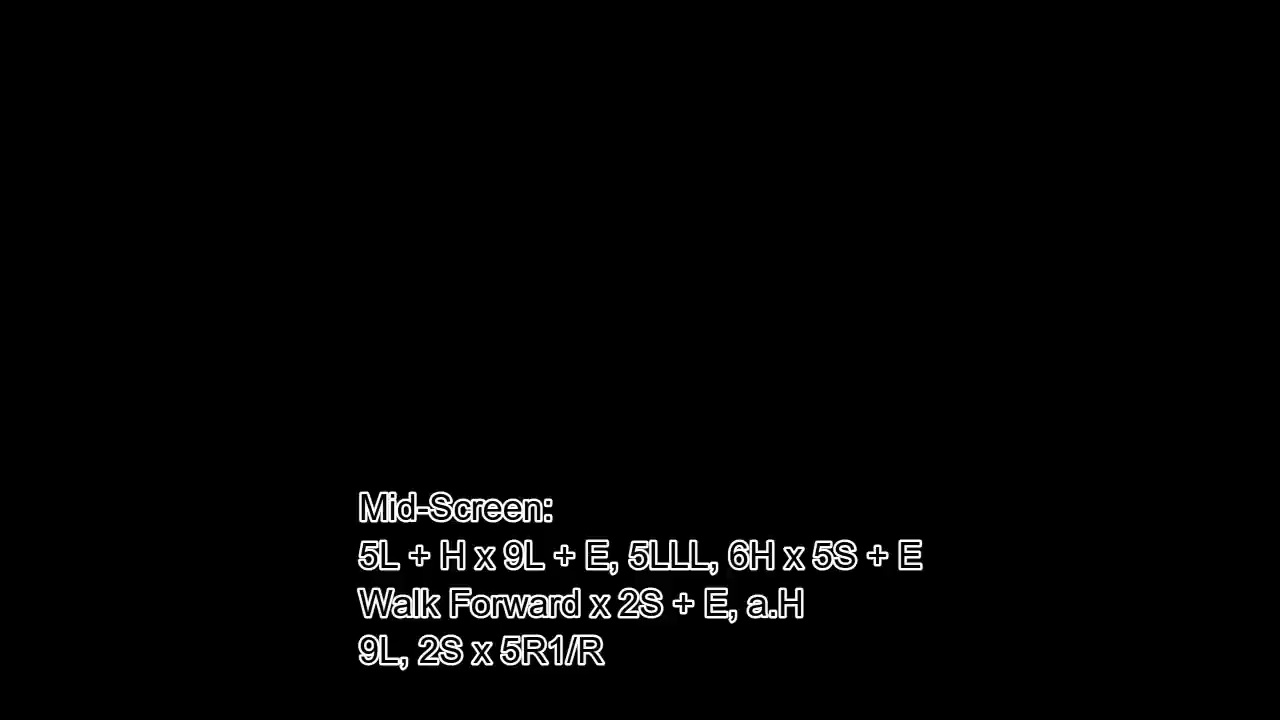 Mid-Screen:
5L + H x 9L + E, 5LLL, 6H x 5S + E
Walk Forward x 2S + E, a.H
9L, 2S x 5R1/R